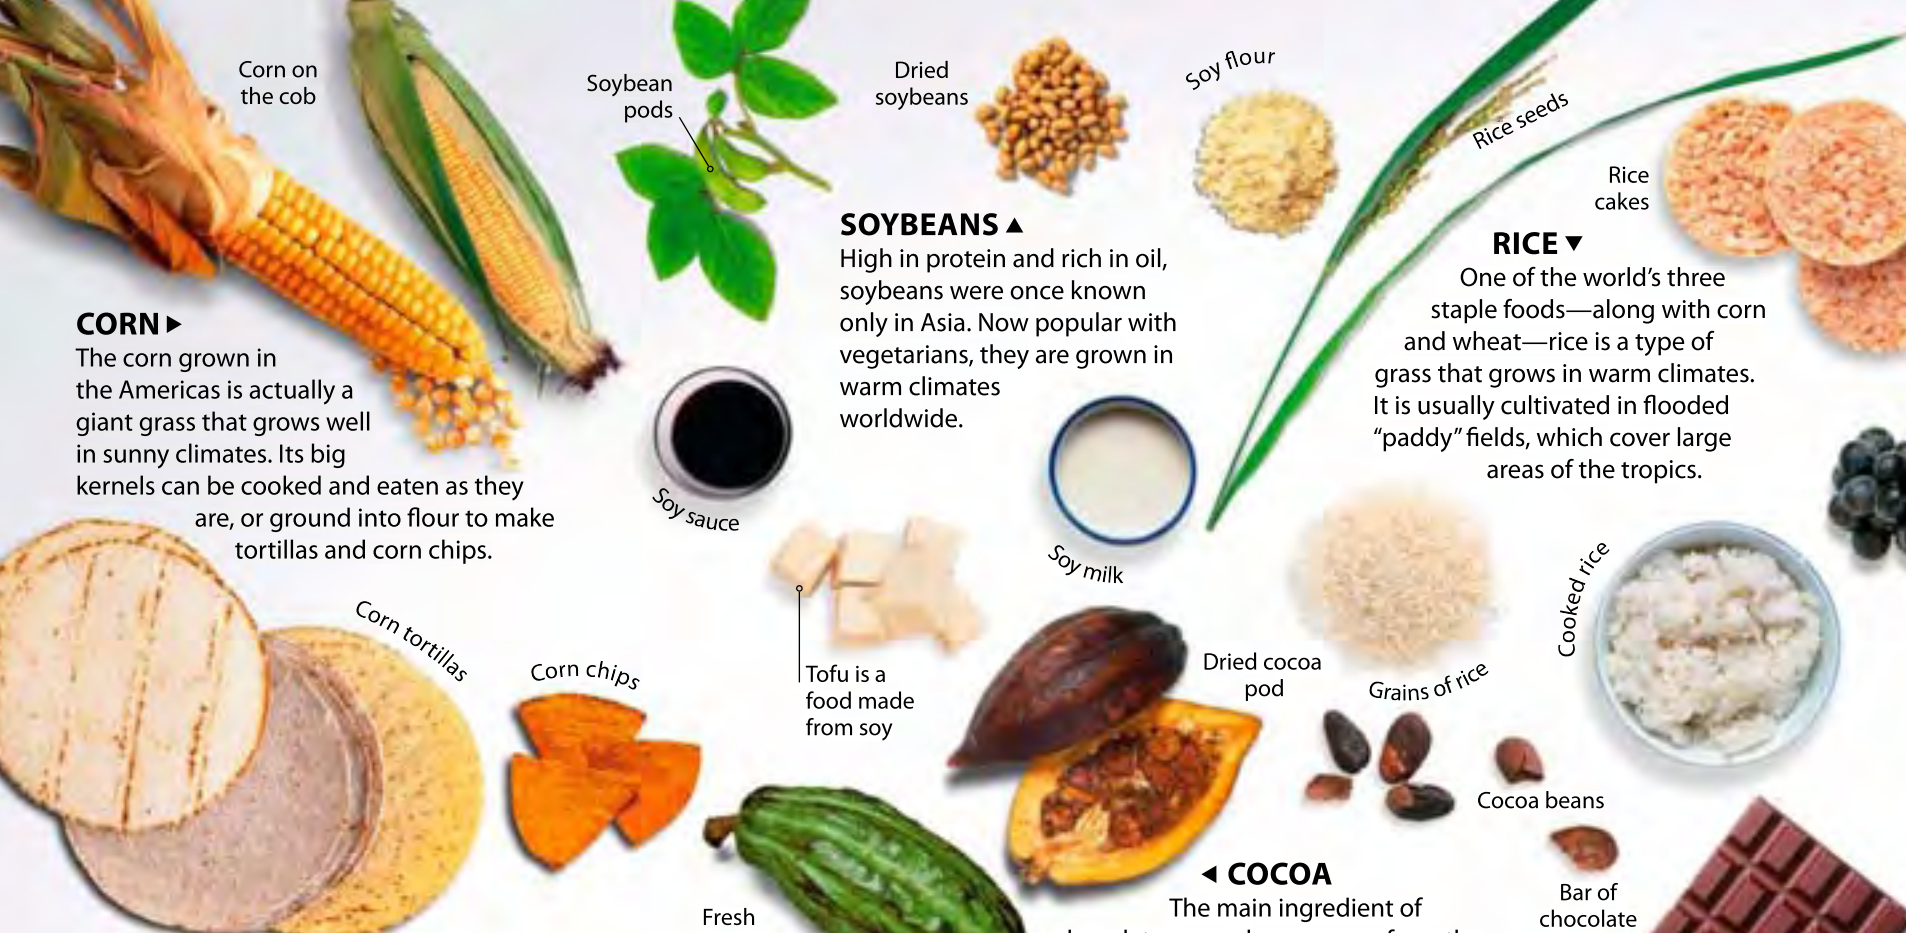 Corn on
the cob
Soybean
pods
Dried
soybeans
Soy flour
Rice seeds
Rice
cakes
CORN ▶
The corn grown in
the Americas is actually a
giant grass that grows well
in sunny climates. Its big
kernels can be cooked and eaten as they
are, or ground into flour to make
tortillas and corn chips.
SOYBEANS ▲
High in protein and rich in oil,
soybeans were once known
only in Asia. Now popular with
vegetarians, they are grown in
warm climates
worldwide.
RICE ▼
One of the world’s three
staple foods—along with corn
and wheat—rice is a type of
grass that grows in warm climates.
It is usually cultivated in flooded
“paddy” fields, which cover large
areas of the tropics.
Soy sauce
Soy milk
Cooked rice
Corn tortillas
Corn chips
Tofu is a
food made
from soy
Dried cocoa
pod
Grains of rice
Cocoa beans
◀ COCOA
The main ingredient of
Fresh
Bar of
chocolate